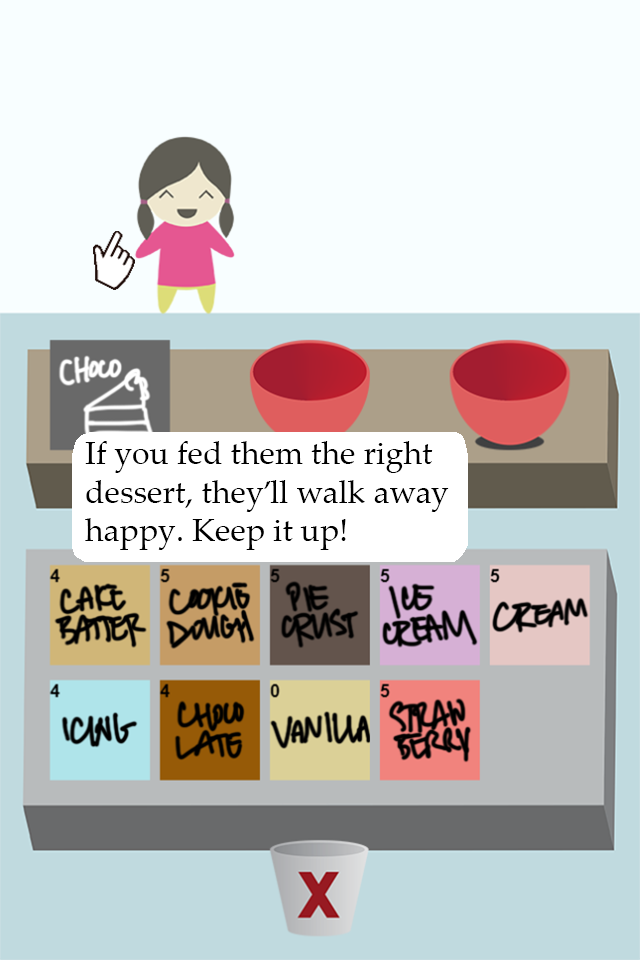 CHOCO
If you fed them the right
dessert, they'll walk away
happy. Keep it up!
4
CAKE
BATTER
5
COOKIE
DOUGH
5
PIE
CRUST
5
ICE
CREAM
5
CREAM
4
ICING
4
CHOCO
LATE
0
VANILLA
5
STRAW
BERRY
X